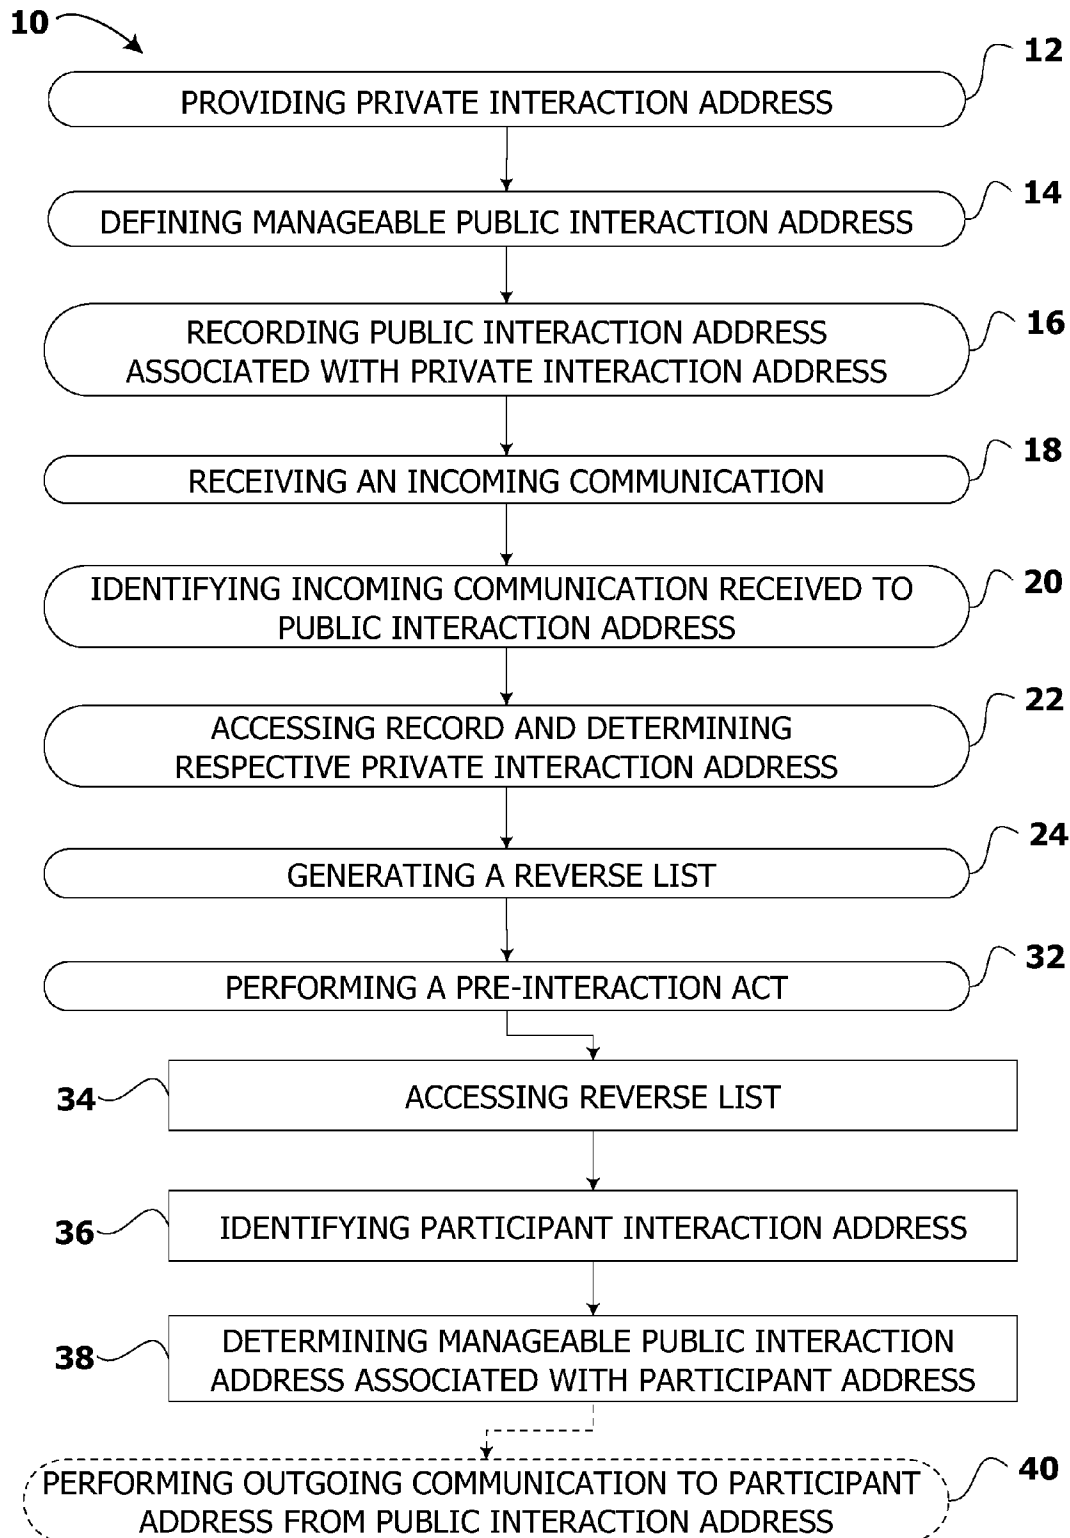 10
12
PROVIDING PRIVATE INTERACTION ADDRESS
14
DEFINING MANAGEABLE PUBLIC INTERACTION ADDRESS
16
RECORDING PUBLIC INTERACTION ADDRESS
ASSOCIATED WITH PRIVATE INTERACTION ADDRESS
18
RECEIVING AN INCOMING COMMUNICATION
20
IDENTIFYING INCOMING COMMUNICATION RECEIVED TO
PUBLIC INTERACTION ADDRESS
22
ACCESSING RECORD AND DETERMINING
RESPECTIVE PRIVATE INTERACTION ADDRESS
24
GENERATING A REVERSE LIST
32
PERFORMING A PRE-INTERACTION ACT
34
ACCESSING REVERSE LIST
36
IDENTIFYING PARTICIPANT INTERACTION ADDRESS
38
DETERMINING MANAGEABLE PUBLIC INTERACTION
ADDRESS ASSOCIATED WITH PARTICIPANT ADDRESS
40
PERFORMING OUTGOING COMMUNICATION TO PARTICIPANT
ADDRESS FROM PUBLIC INTERACTION ADDRESS